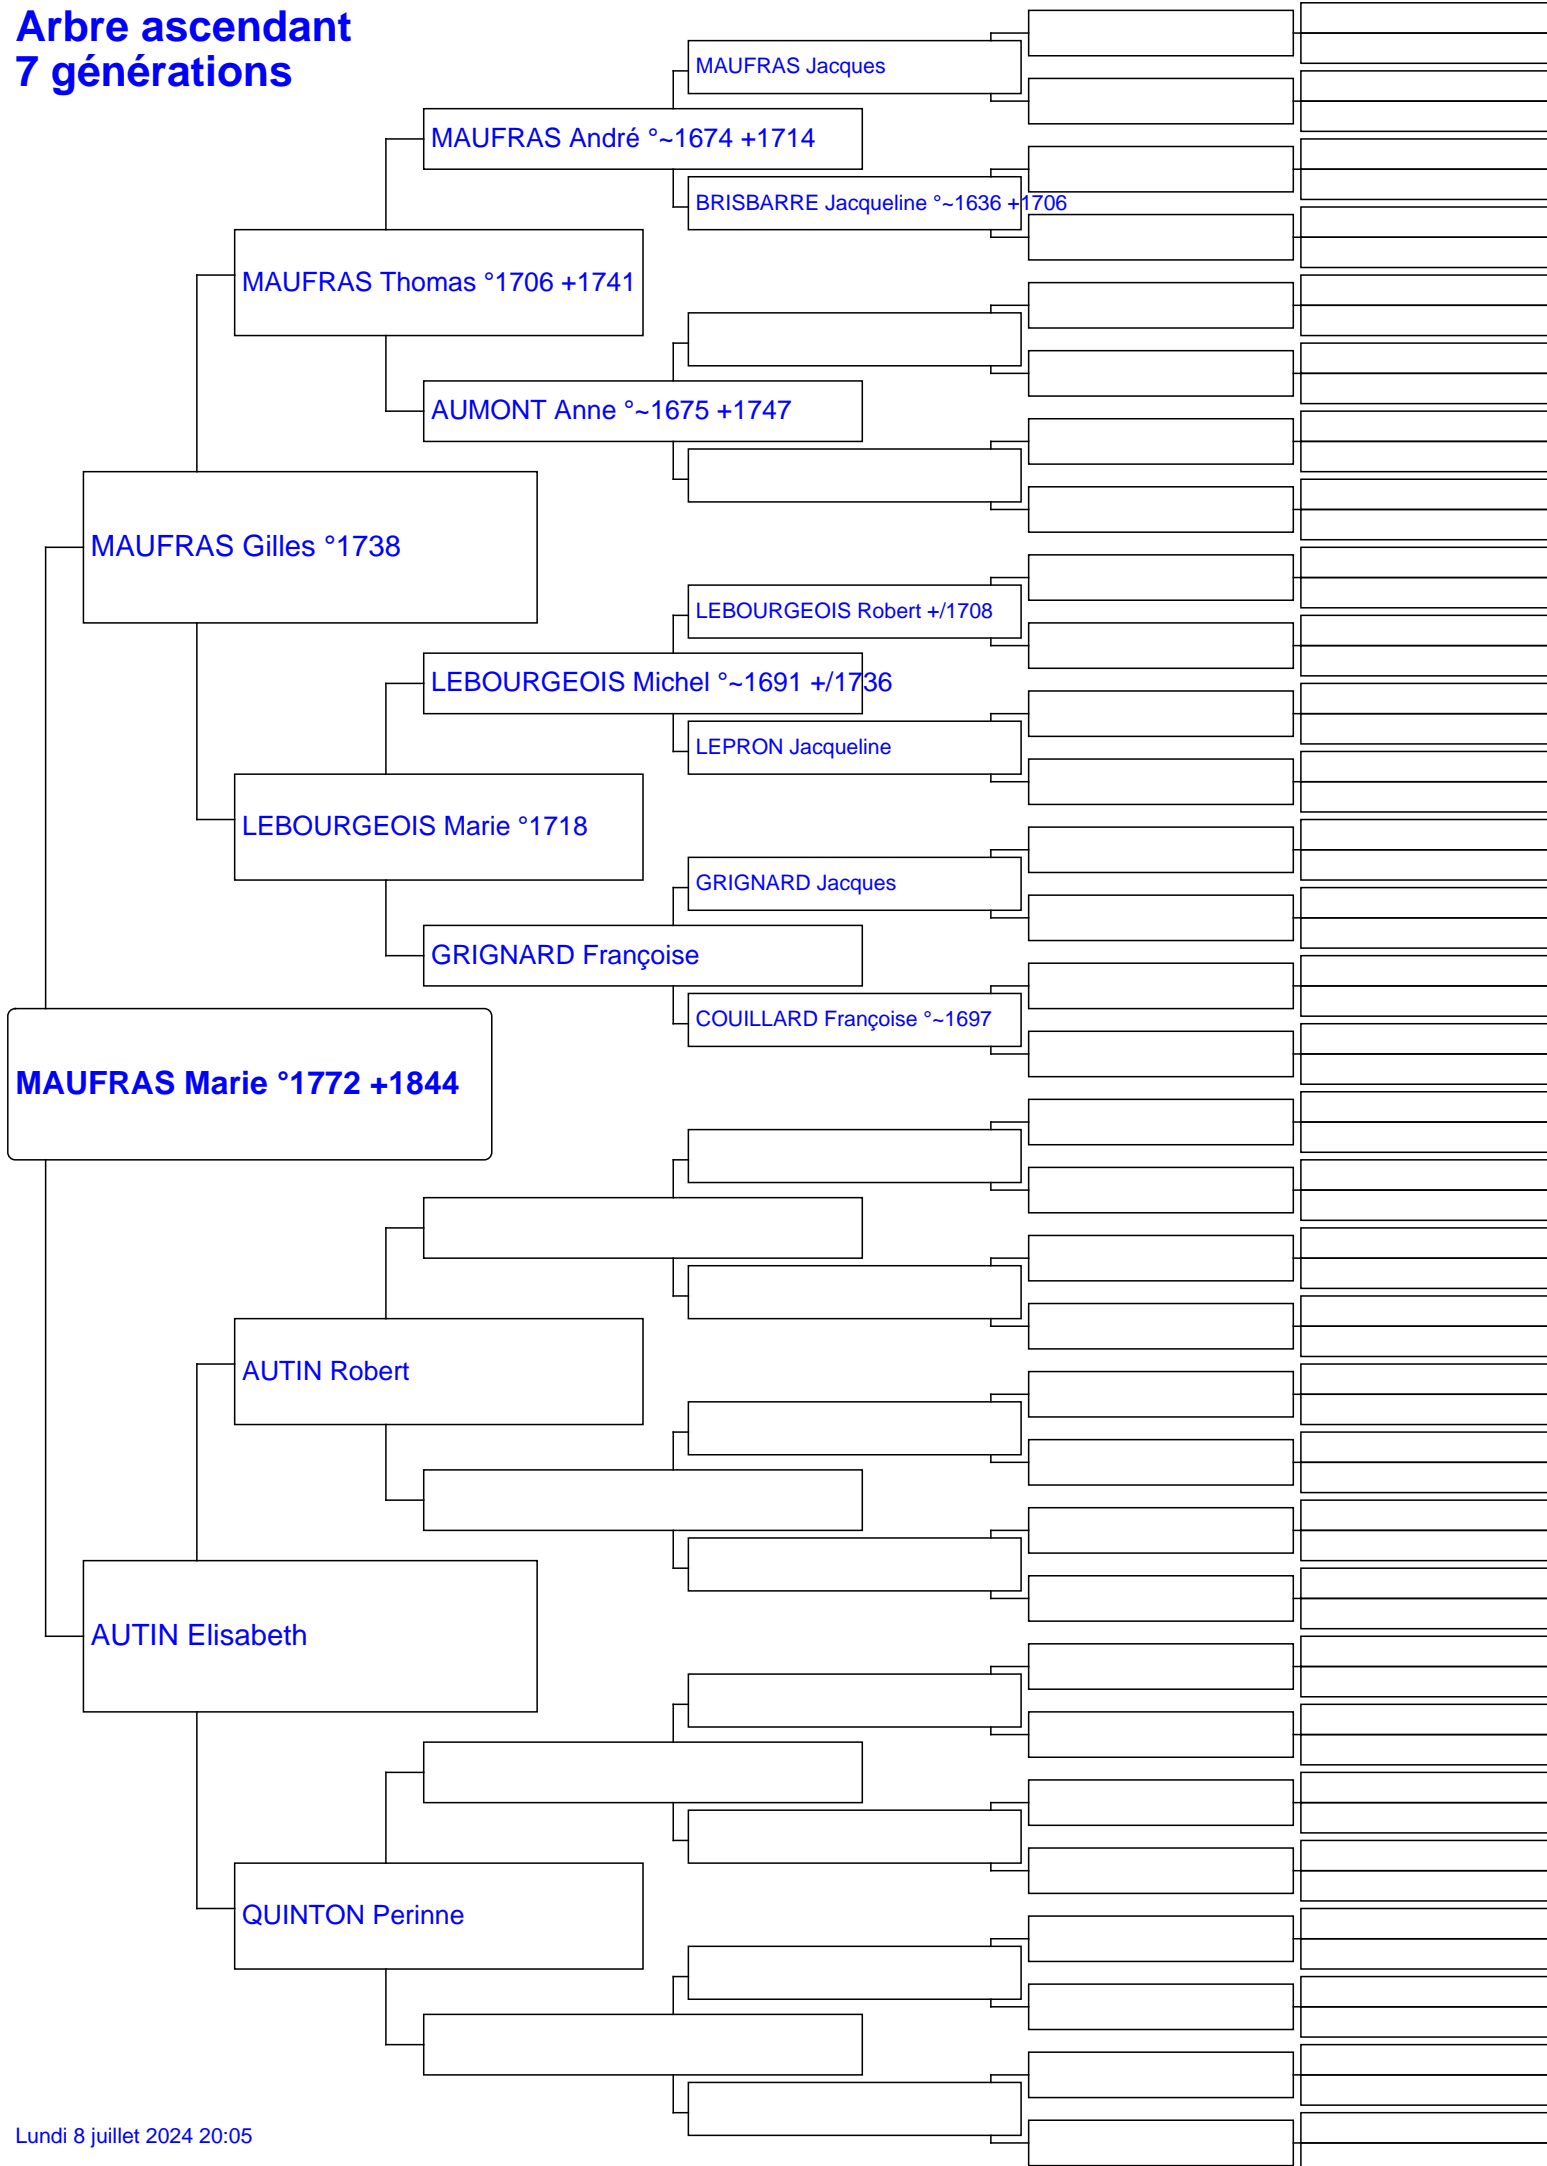 Arbre ascendant
7 générations
MAUFRAS Jacques
MAUFRAS André °~1674 +1714
BRISBARRE Jacqueline °~1636 +1706
MAUFRAS Thomas °1706 +1741
AUMONT Anne °~1675 +1747
MAUFRAS Gilles °1738
LEBOURGEOIS Robert +/1708
LEBOURGEOIS Michel °~1691 +/1736
LEPRON Jacqueline
LEBOURGEOIS Marie °1718
GRIGNARD Jacques
GRIGNARD Françoise
COUILLARD Françoise °~1697
MAUFRAS Marie °1772 +1844
AUTIN Robert
AUTIN Elisabeth
QUINTON Perinne
Lundi 8 juillet 2024 20:05